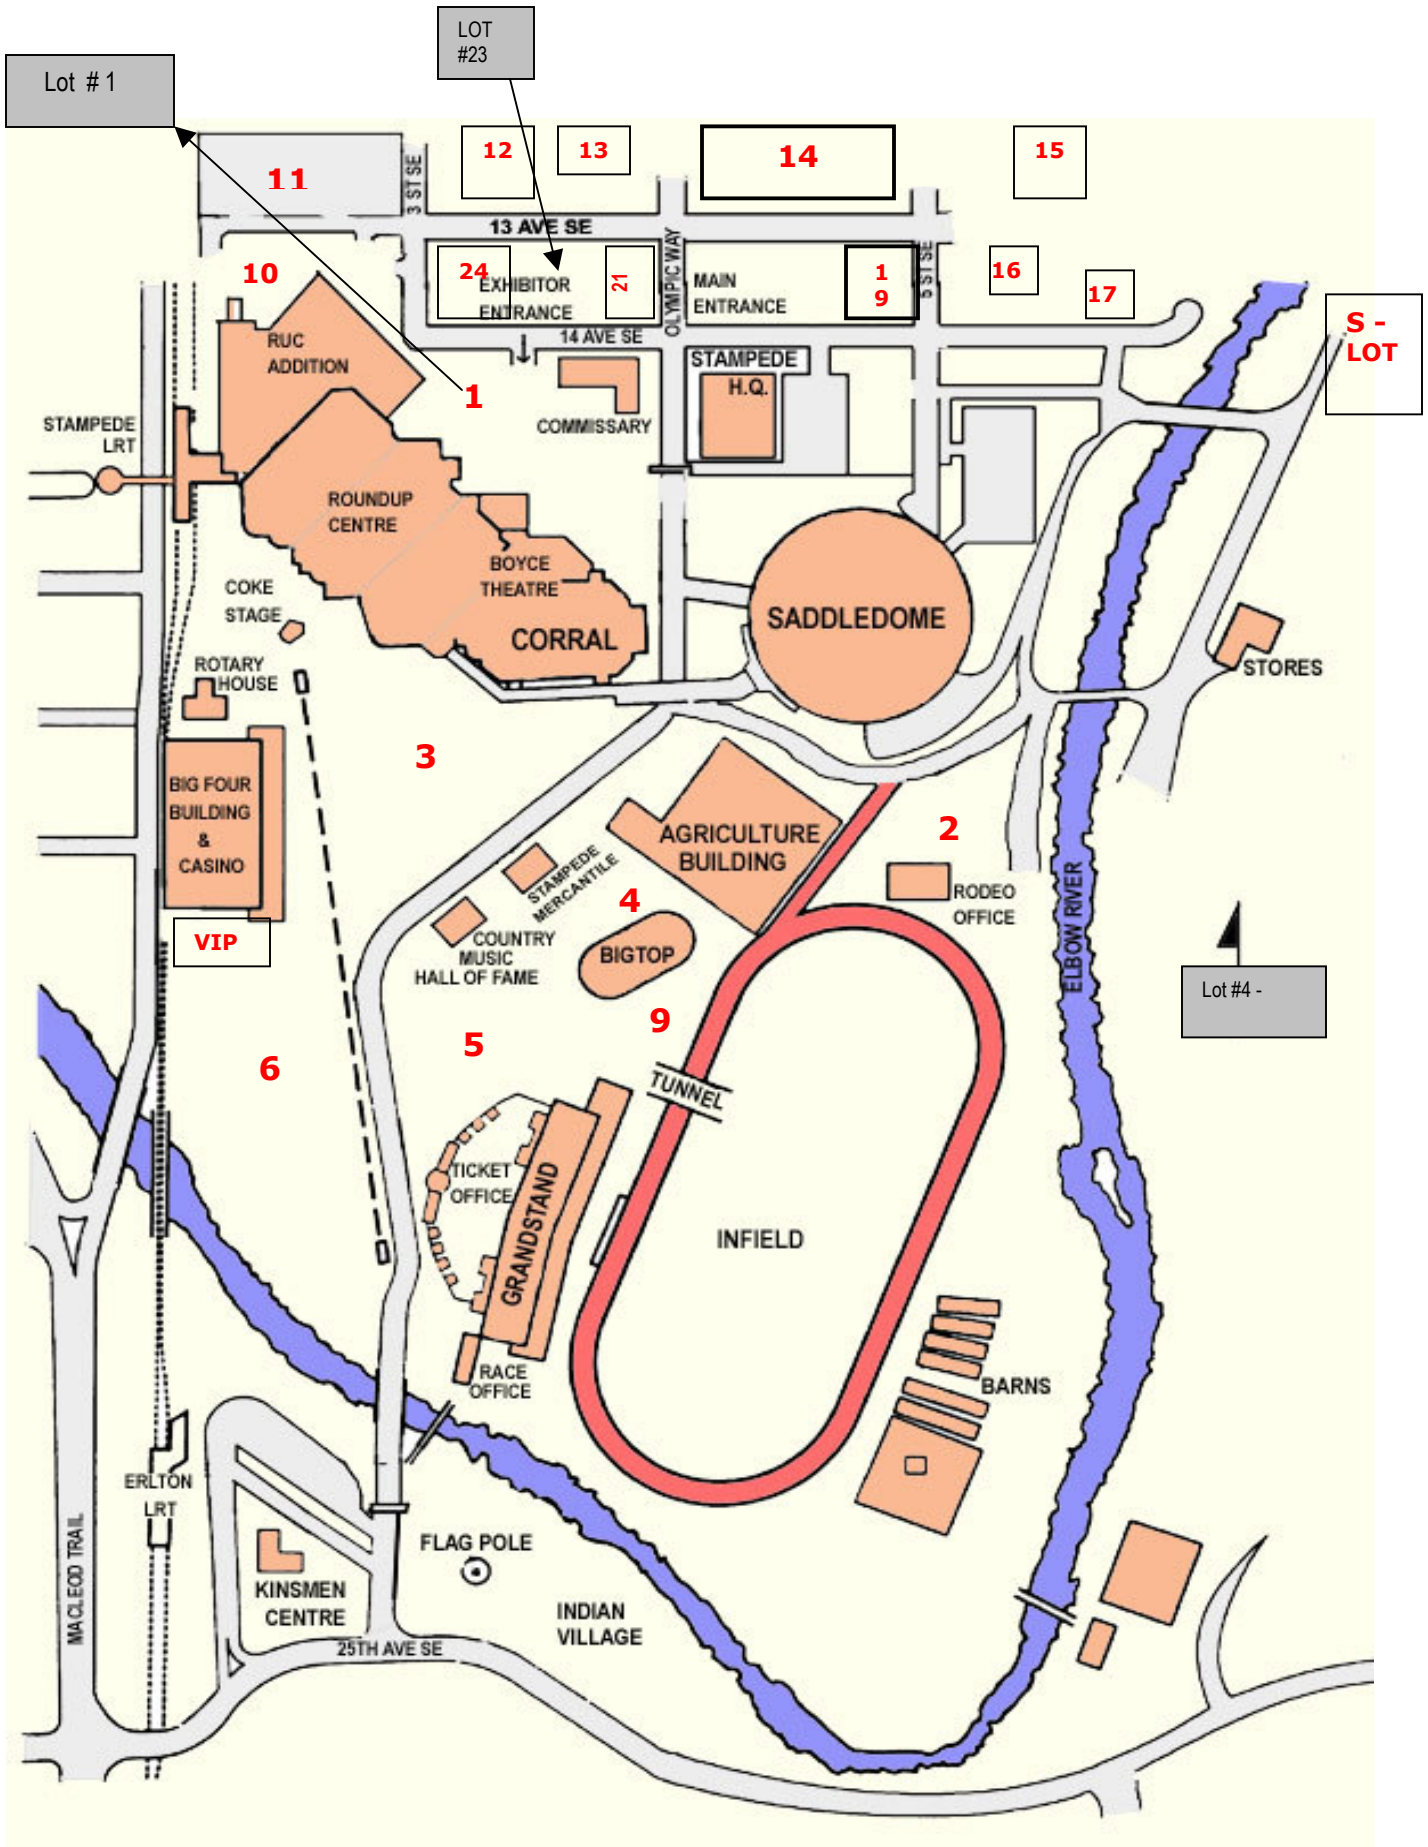 LOT
#23
Lot # 1
12
13
14
15
11
3 ST SE
13 AVE SE
10
24
EXHIBITOR
ENTRANCE
21
OLYMPIC WAY
MAIN
ENTRANCE
1
9
5 ST SE
16
17
S -
LOT
RUC
ADDITION
14 AVE SE
STAMPEDE
H.Q.
1
COMMISSARY
STAMPEDE
LRT
ROUNDUP
CENTRE
BOYCE
THEATRE
CORRAL
SADDLEDOME
COKE
STAGE
ROTARY
HOUSE
STORES
3
BIG FOUR
BUILDING
&
CASINO
VIP
AGRICULTURE
BUILDING
2
RODEO
OFFICE
STAMPEDE
MERCANTILE
4
COUNTRY
MUSIC
HALL OF FAME
BIGTOP
ELBOW RIVER
Lot #4 -
9
5
6
TUNNEL
TICKET
OFFICE
GRANDSTAND
INFIELD
RACE
OFFICE
BARNS
ERLTON
LRT
MACLEOD TRAIL
FLAG POLE
KINSMEN
CENTRE
INDIAN
VILLAGE
25TH AVE SE